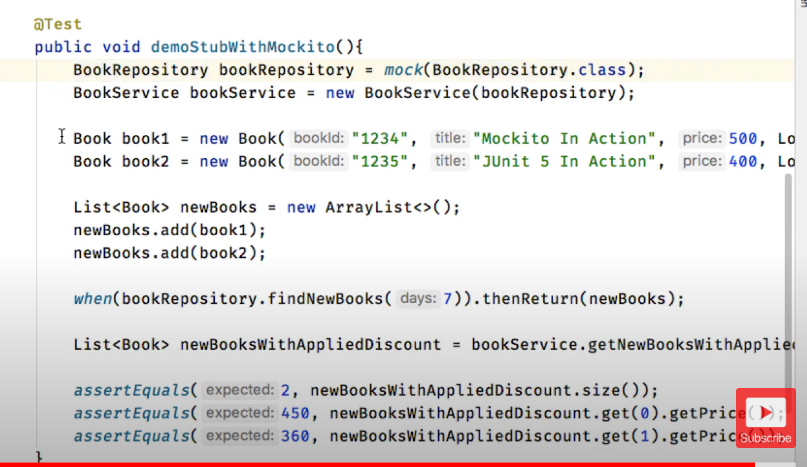 @Test
public void demoStubWithMockito(){
BookRepository bookRepository = mock(BookRepository.class);
BookService bookService = new BookService(bookRepository);
Book book1 = new Book( bookId: "1234", title: "Mockito In Action", price: 500, Lo
Book book2 = new Book( bookId: "1235", title: "JUnit 5 In Action", price: 400, Lo
List<Book> newBooks = new ArrayList<>();
newBooks.add(book1);
newBooks.add(book2);
when(bookRepository.findNewBooks( days: 7)).thenReturn(newBooks);
List<Book> newBooksWithAppliedDiscount = bookService.getNewBooksWithApplied
assertEquals( expected: 2, newBooksWithAppliedDiscount.size());
assertEquals( expected: 450, newBooksWithAppliedDiscount.get(0).getPrice());
assertEquals( expected: 360, newBooksWithAppliedDiscount.get(1).getPrice());
}
Subscribe